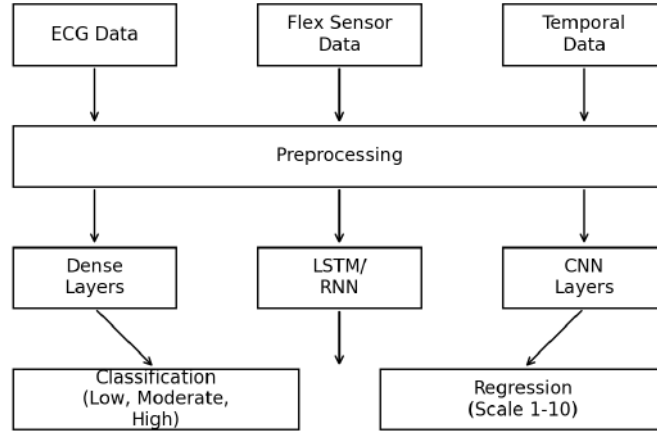 ECG Data
Flex Sensor
Data
Temporal
Data
Preprocessing
Dense
Layers
LSTM/
RNN
CNN
Layers
Classification
(Low, Moderate,
High)
Regression
(Scale 1-10)